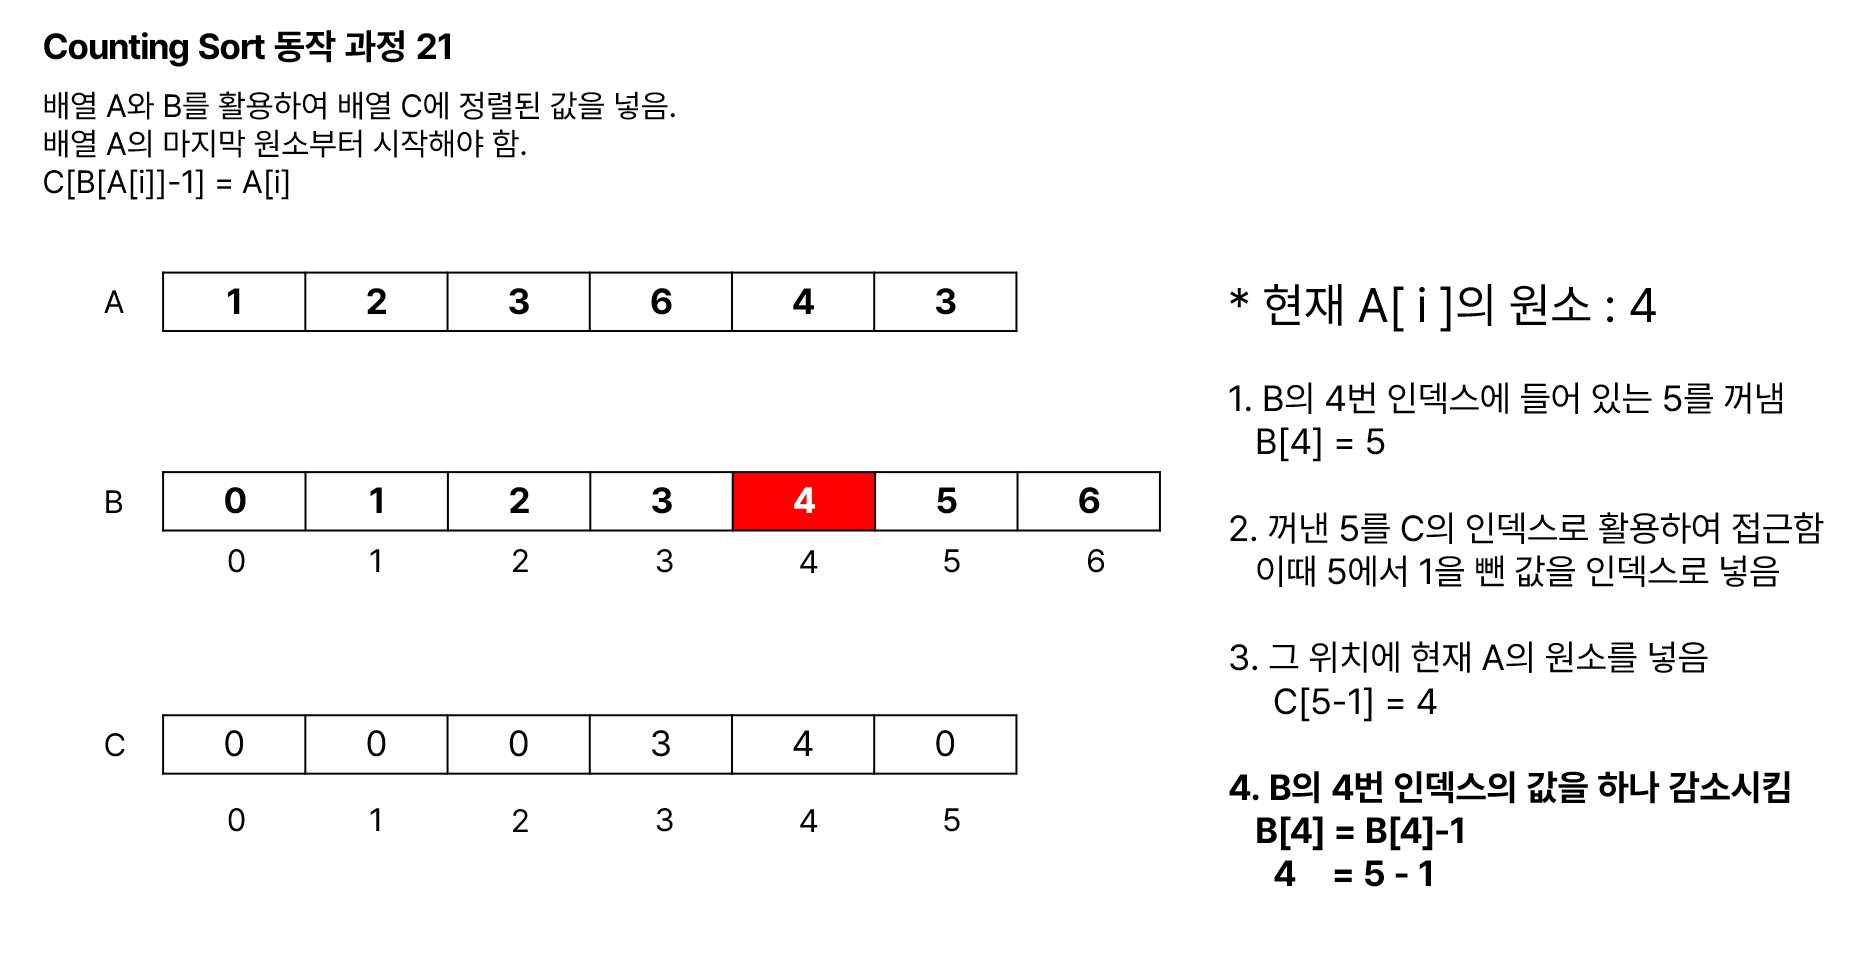 Counting Sort 동작 과정 21
배열 A와 B를 활용하여 배열 C에 정렬된 값을 넣음.
배열 A의 마지막 원소부터 시작해야 함.
C[B[A[i]]-1] = A[i]
A 1 2 3 6 4 3
B 0 1 2 3 4 5 6
0 1 2 3 4 5 6
C 0 0 0 3 4 0
0 1 2 3 4 5
* 현재 A[ i ]의 원소 : 4
1. B의 4번 인덱스에 들어 있는 5를 꺼냄
B[4] = 5
2. 꺼낸 5를 C의 인덱스로 활용하여 접근함
이때 5에서 1을 뺀 값을 인덱스로 넣음
3. 그 위치에 현재 A의 원소를 넣음
C[5-1] = 4
4. B의 4번 인덱스의 값을 하나 감소시킴
B[4] = B[4]-1
4 = 5 - 1